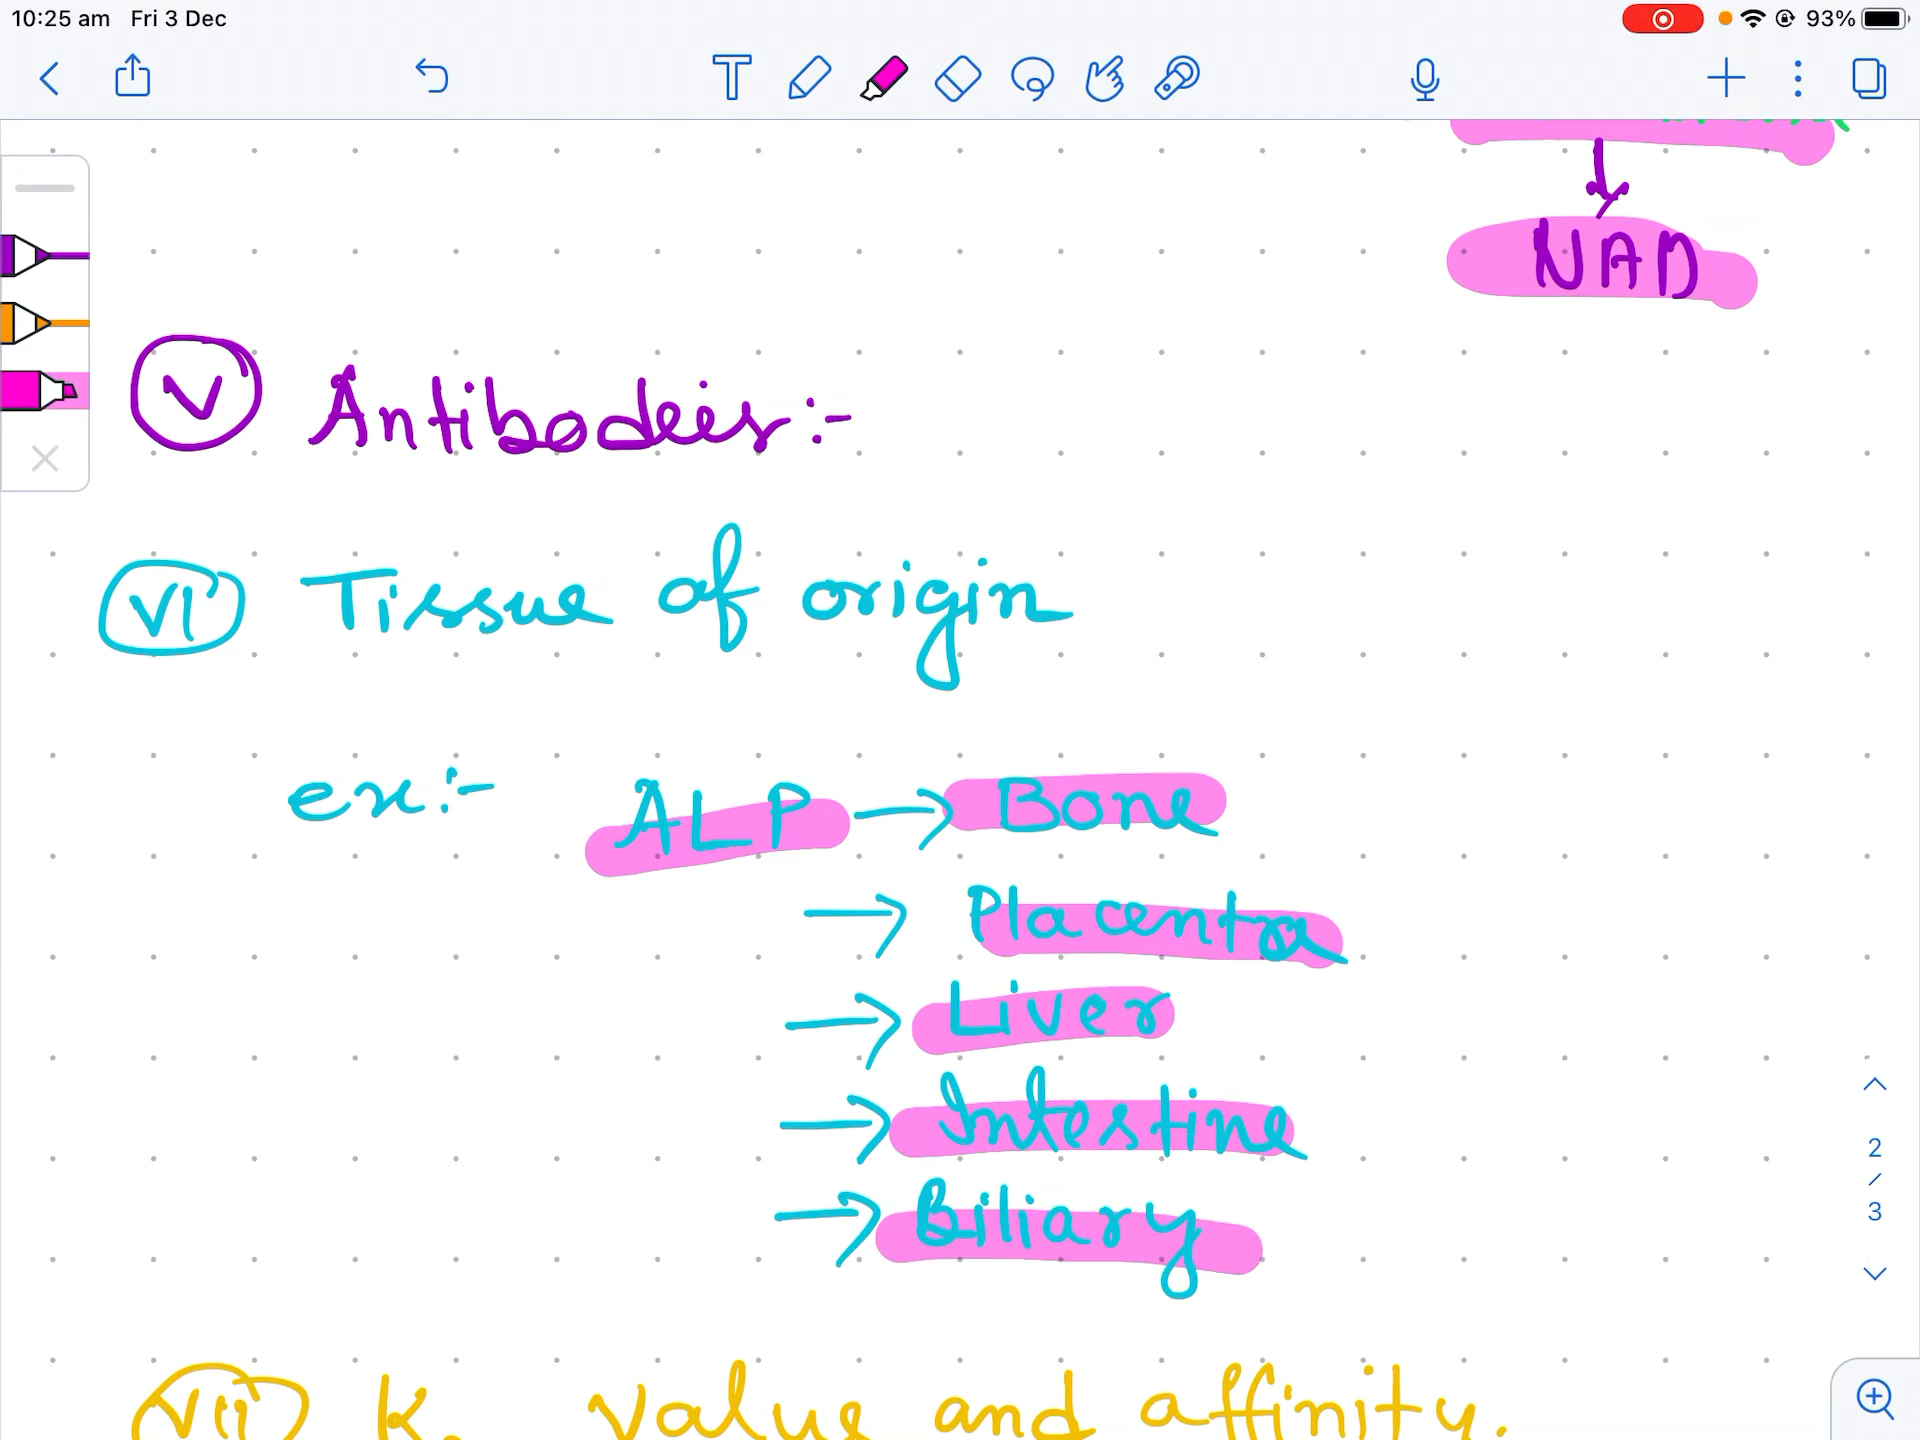 10:25 am Fri 3 Dec
93%
T
NAD
V Antibodies:-
VI Tissue of origin
ex:- ALP → Bone
→ Placenta
→ Liver
→ Intestine
→ Biliary
2
/
3
VII K value and affinity.